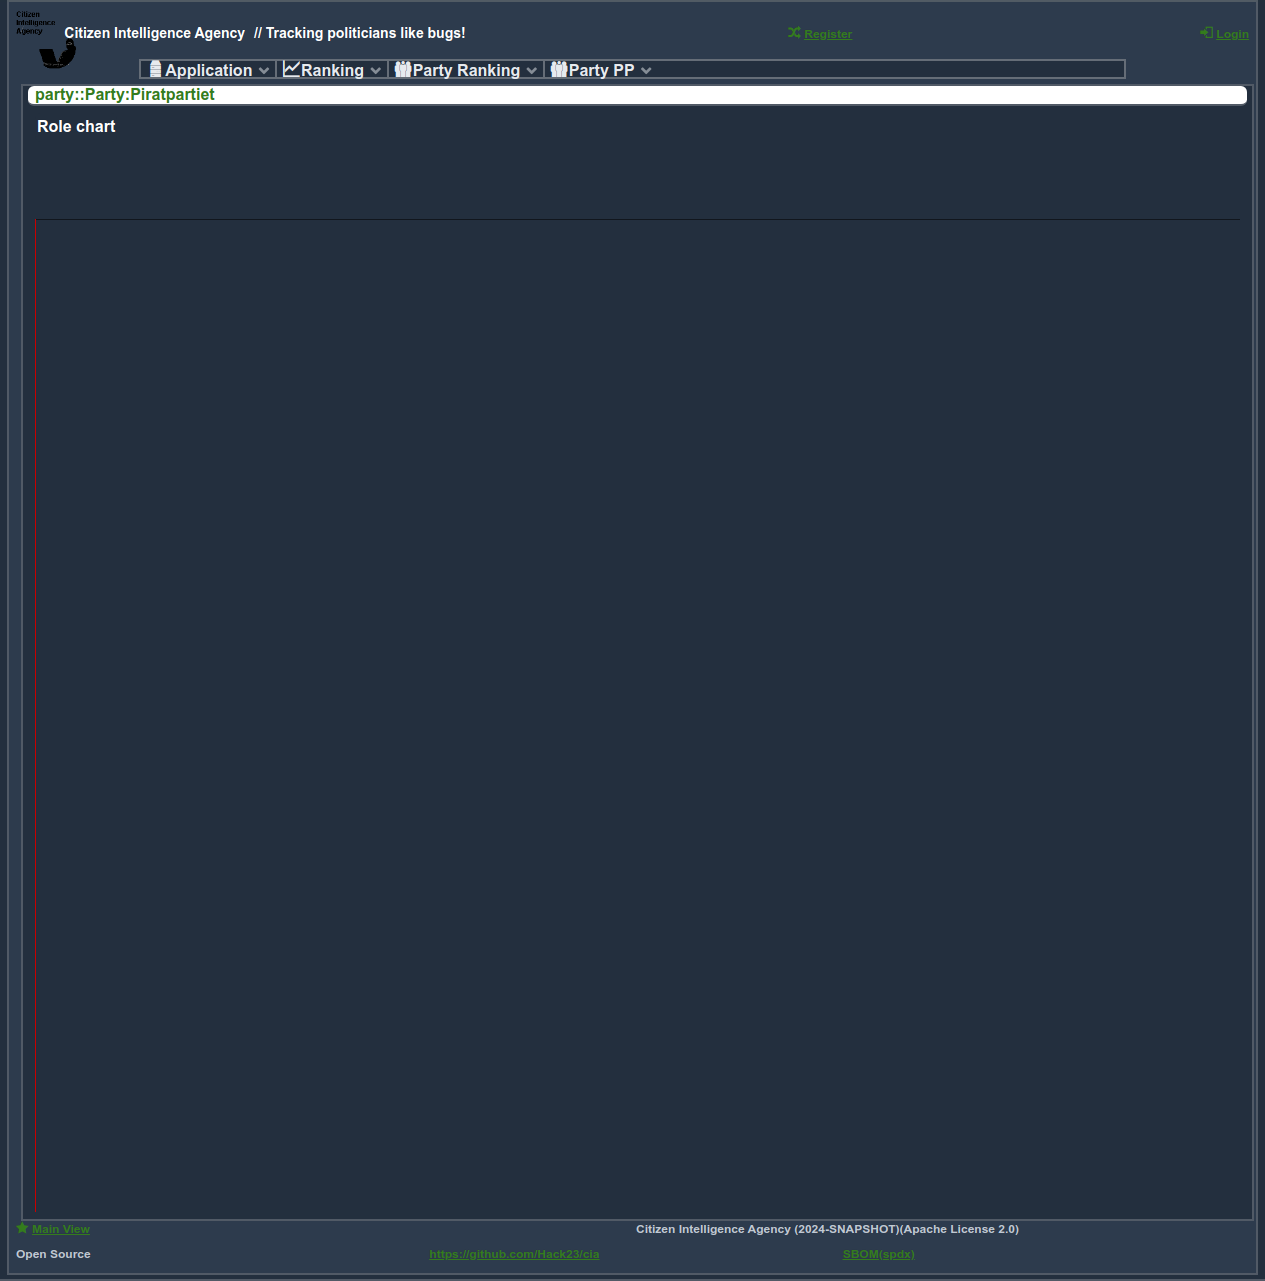 Citizen
Intelligence
Agency
Citizen Intelligence Agency // Tracking politicians like bugs!
Register
Login
Application
Ranking
Party Ranking
Party PP
party::Party:Piratpartiet
Role chart
Main View
Citizen Intelligence Agency (2024-SNAPSHOT)(Apache License 2.0)
Open Source
https://github.com/Hack23/cia
SBOM(spdx)